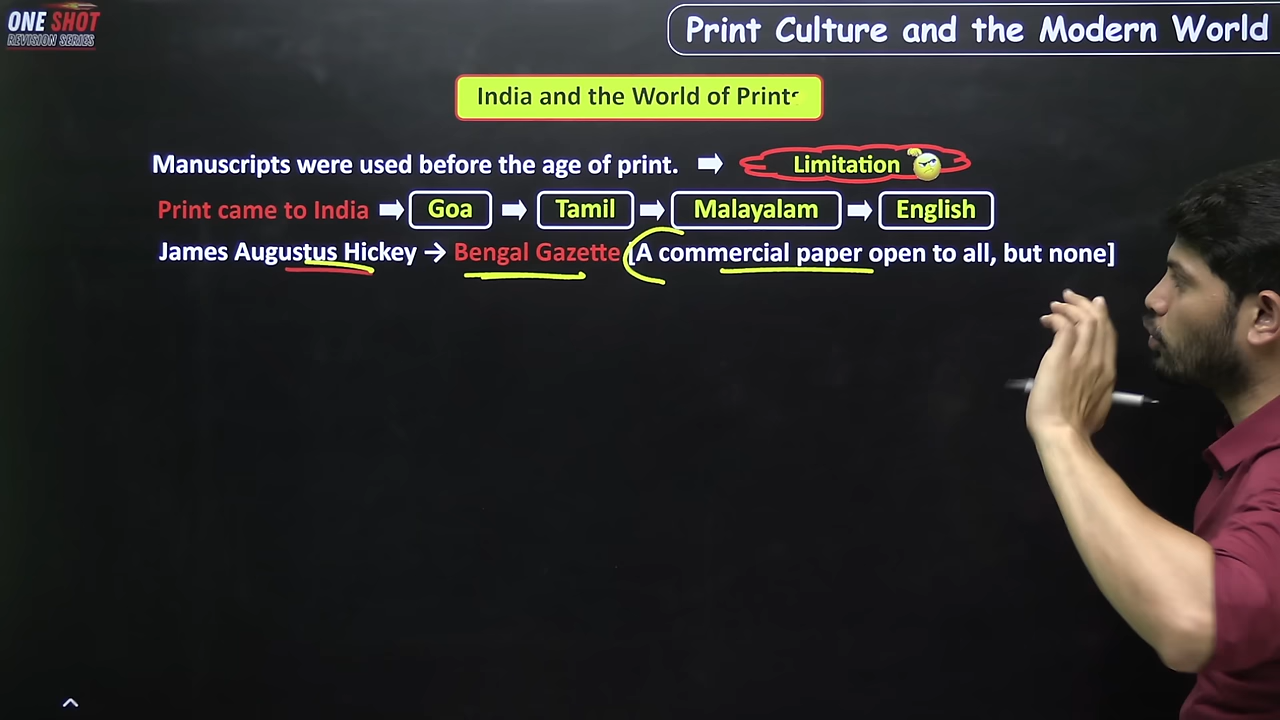 ONE SHOT
REVISION SERIES
Print Culture and the Modern World
India and the World of Prints
Manuscripts were used before the age of print. ➡ Limitation
Print came to India ➡ Goa ➡ Tamil ➡ Malayalam ➡ English
James Augustus Hickey → Bengal Gazette [A commercial paper open to all, but none]